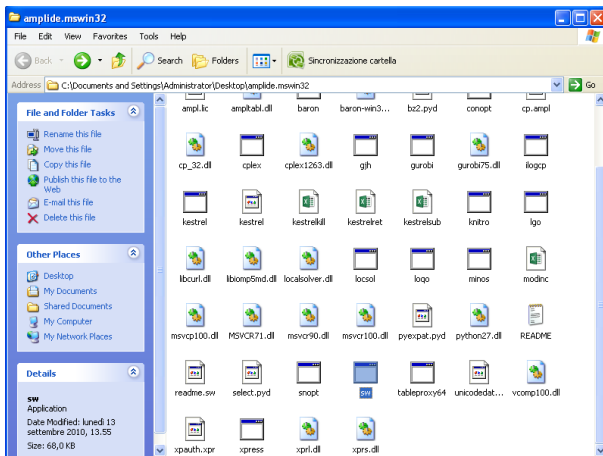 amplide.mswin32
File Edit View Favorites Tools Help
Back Search Folders Sincronizzazione cartella
Address C:\Documents and Settings\Administrator\Desktop\amplide.mswin32 Go
File and Folder Tasks
Rename this file
Move this file
Copy this file
Publish this file to the
Web
E-mail this file
Delete this file
Other Places
Desktop
My Documents
Shared Documents
My Computer
My Network Places
Details
sw
Application
Date Modified: lunedì 13
settembre 2010, 13.55
Size: 68,0 KB
ampl.lic ampltabl.dll baron baron-win3... bz2.pyd conopt cp.ampl
cp_32.dll cplex cplex1263.dll gjh gurobi gurobi75.dll ilogcp
kestrel kestrel kestrelkill kestrelret kestrelsub knitro lgo
libcurl.dll libiomp5md.dll localsolver.dll locsol loqo minos modinc
msvcp100.dll MSVCR71.dll msvcr90.dll msvcr100.dll pyexpat.pyd python27.dll README
readme.sw select.pyd snopt sw tableproxy64 unicodedat... vcomp100.dll
xpauth.xpr xpress xprl.dll xprs.dll